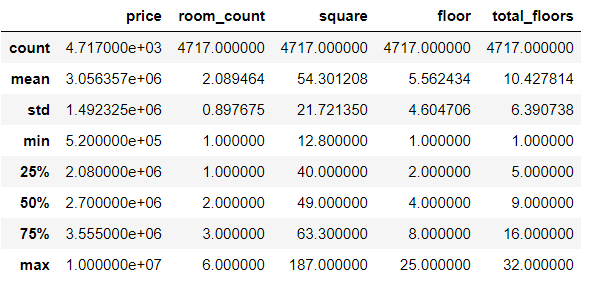 price room_count square floor total_floors
count 4.717000e+03 4717.000000 4717.000000 4717.000000 4717.000000
mean 3.056357e+06 2.089464 54.301208 5.562434 10.427814
std 1.492325e+06 0.897675 21.721350 4.604706 6.390738
min 5.200000e+05 1.000000 12.800000 1.000000 1.000000
25% 2.080000e+06 1.000000 40.000000 2.000000 5.000000
50% 2.700000e+06 2.000000 49.000000 4.000000 9.000000
75% 3.555000e+06 3.000000 63.300000 8.000000 16.000000
max 1.000000e+07 6.000000 187.000000 25.000000 32.000000